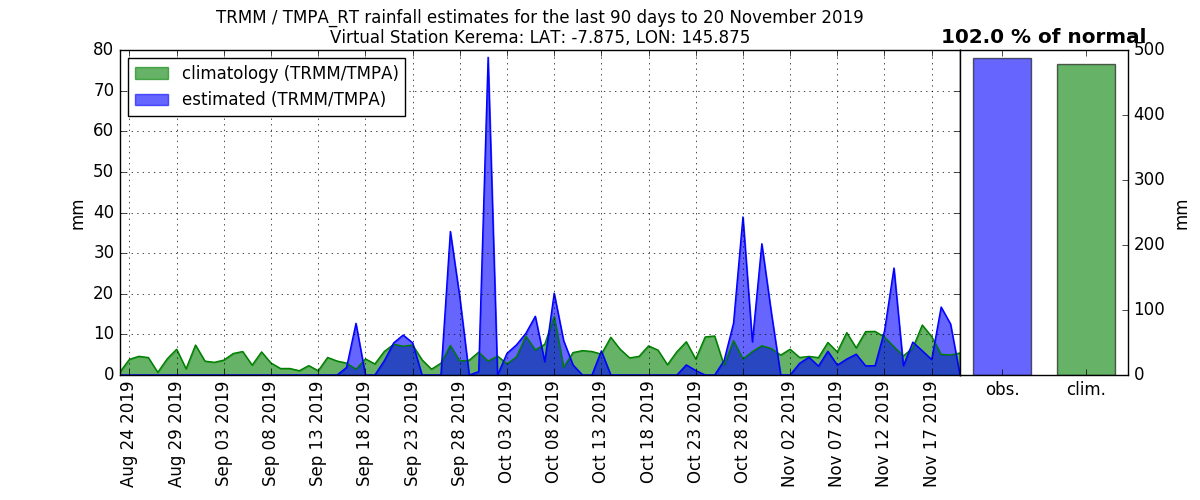 TRMM / TMPA_RT rainfall estimates for the last 90 days to 20 November 2019
Virtual Station Kerema: LAT: -7.875, LON: 145.875
102.0 % of normal
climatology (TRMM/TMPA)
estimated (TRMM/TMPA)
80
70
60
50
40
30
20
10
0
mm
Aug 24 2019
Aug 29 2019
Sep 03 2019
Sep 08 2019
Sep 13 2019
Sep 18 2019
Sep 23 2019
Sep 28 2019
Oct 03 2019
Oct 08 2019
Oct 13 2019
Oct 18 2019
Oct 23 2019
Oct 28 2019
Nov 02 2019
Nov 07 2019
Nov 12 2019
Nov 17 2019
obs.
clim.
500
400
300
200
100
0
mm